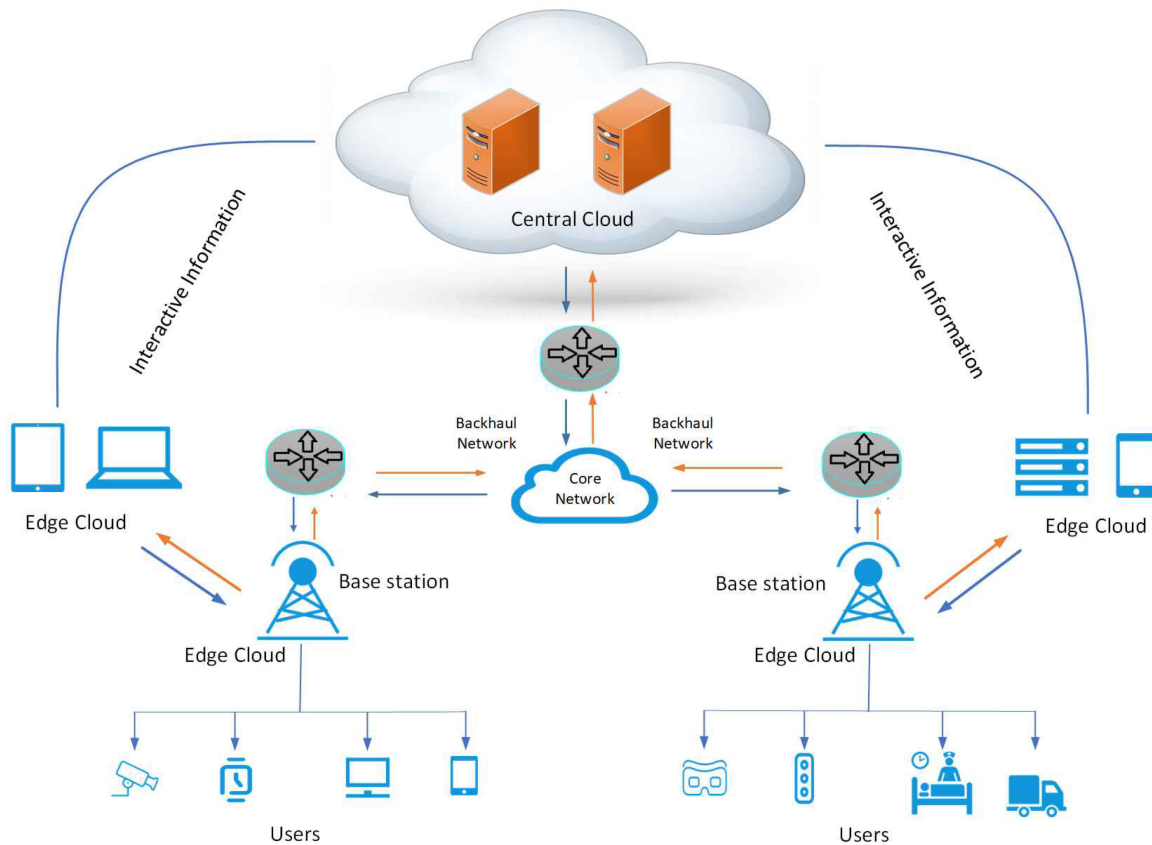 Central Cloud
Interactive Information
Interactive Information
Backhaul
Network
Backhaul
Network
Core
Network
Edge Cloud
Edge Cloud
Base station
Base station
Edge Cloud
Edge Cloud
Users
Users